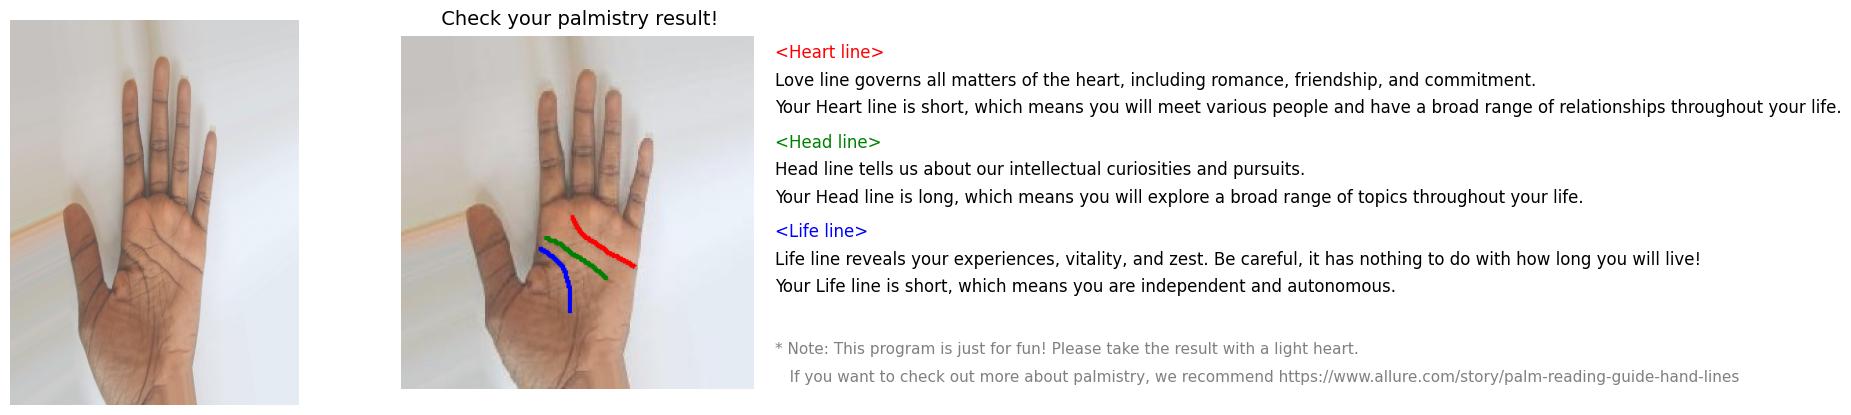 Check your palmistry result!
<Heart line>
Love line governs all matters of the heart, including romance, friendship, and commitment.
Your Heart line is short, which means you will meet various people and have a broad range of relationships throughout your life.
<Head line>
Head line tells us about our intellectual curiosities and pursuits.
Your Head line is long, which means you will explore a broad range of topics throughout your life.
<Life line>
Life line reveals your experiences, vitality, and zest. Be careful, it has nothing to do with how long you will live!
Your Life line is short, which means you are independent and autonomous.
* Note: This program is just for fun! Please take the result with a light heart.
If you want to check out more about palmistry, we recommend https://www.allure.com/story/palm-reading-guide-hand-lines